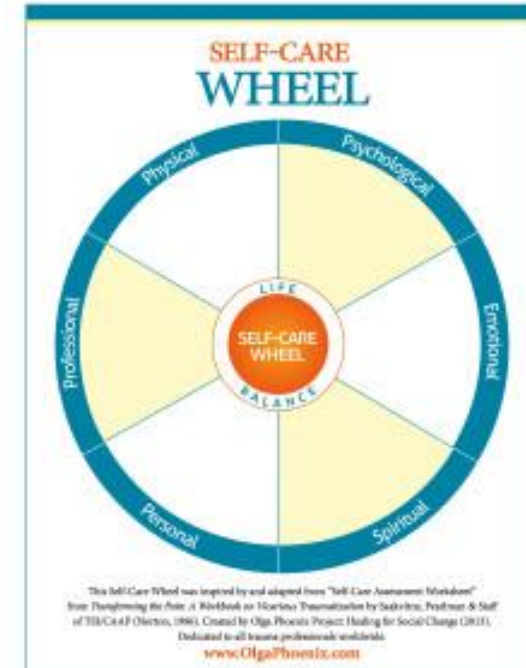 SELF-CARE
WHEEL
Physical
Psychological
Professional
LIFE
SELF-CARE
WHEEL
BALANCE
Emotional
Personal
Spiritual
This Self-Care Wheel was inspired by and adapted from "Self-Care Assessment Worksheet"
from Transforming the Pain: A Workbook on Vicarious Traumatization by Saakvitne, Pearlman & Staff
of TSI/CAAP (Norton, 1996). Created by Olga Phoenix Project: Healing for Social Change (2013).
Dedicated to all trauma professionals worldwide.
www.OlgaPhoenix.com